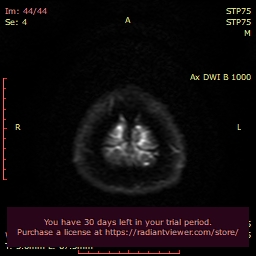 Im: 44/44
Se: 4
A
STP75
STP75
M
Ax DWI B 1000
R
L
You have 30 days left in your trial period.
Purchase a license at https://radiantviewer.com/store/